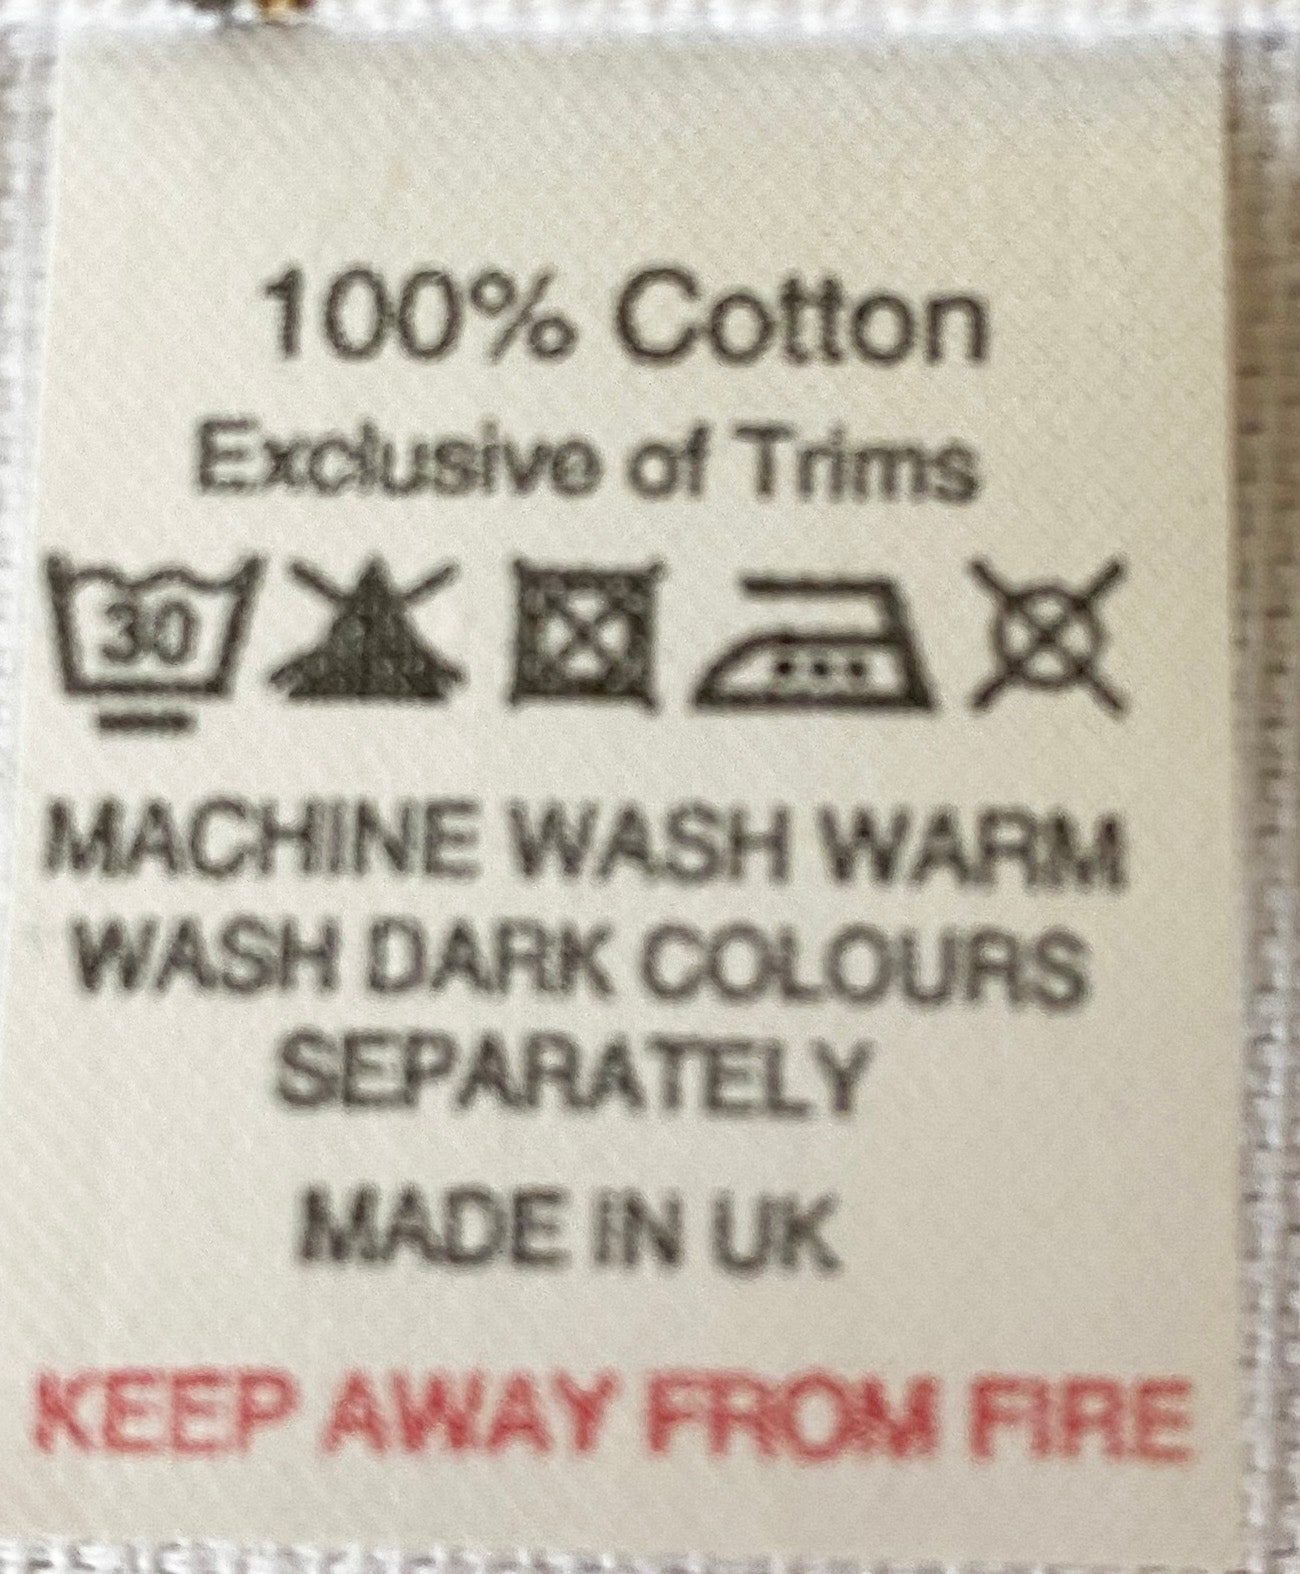 100% Cotton
Exclusive of Trims
30
MACHINE WASH WARM
WASH DARK COLOURS
SEPARATELY
MADE IN UK
KEEP AWAY FROM FIRE